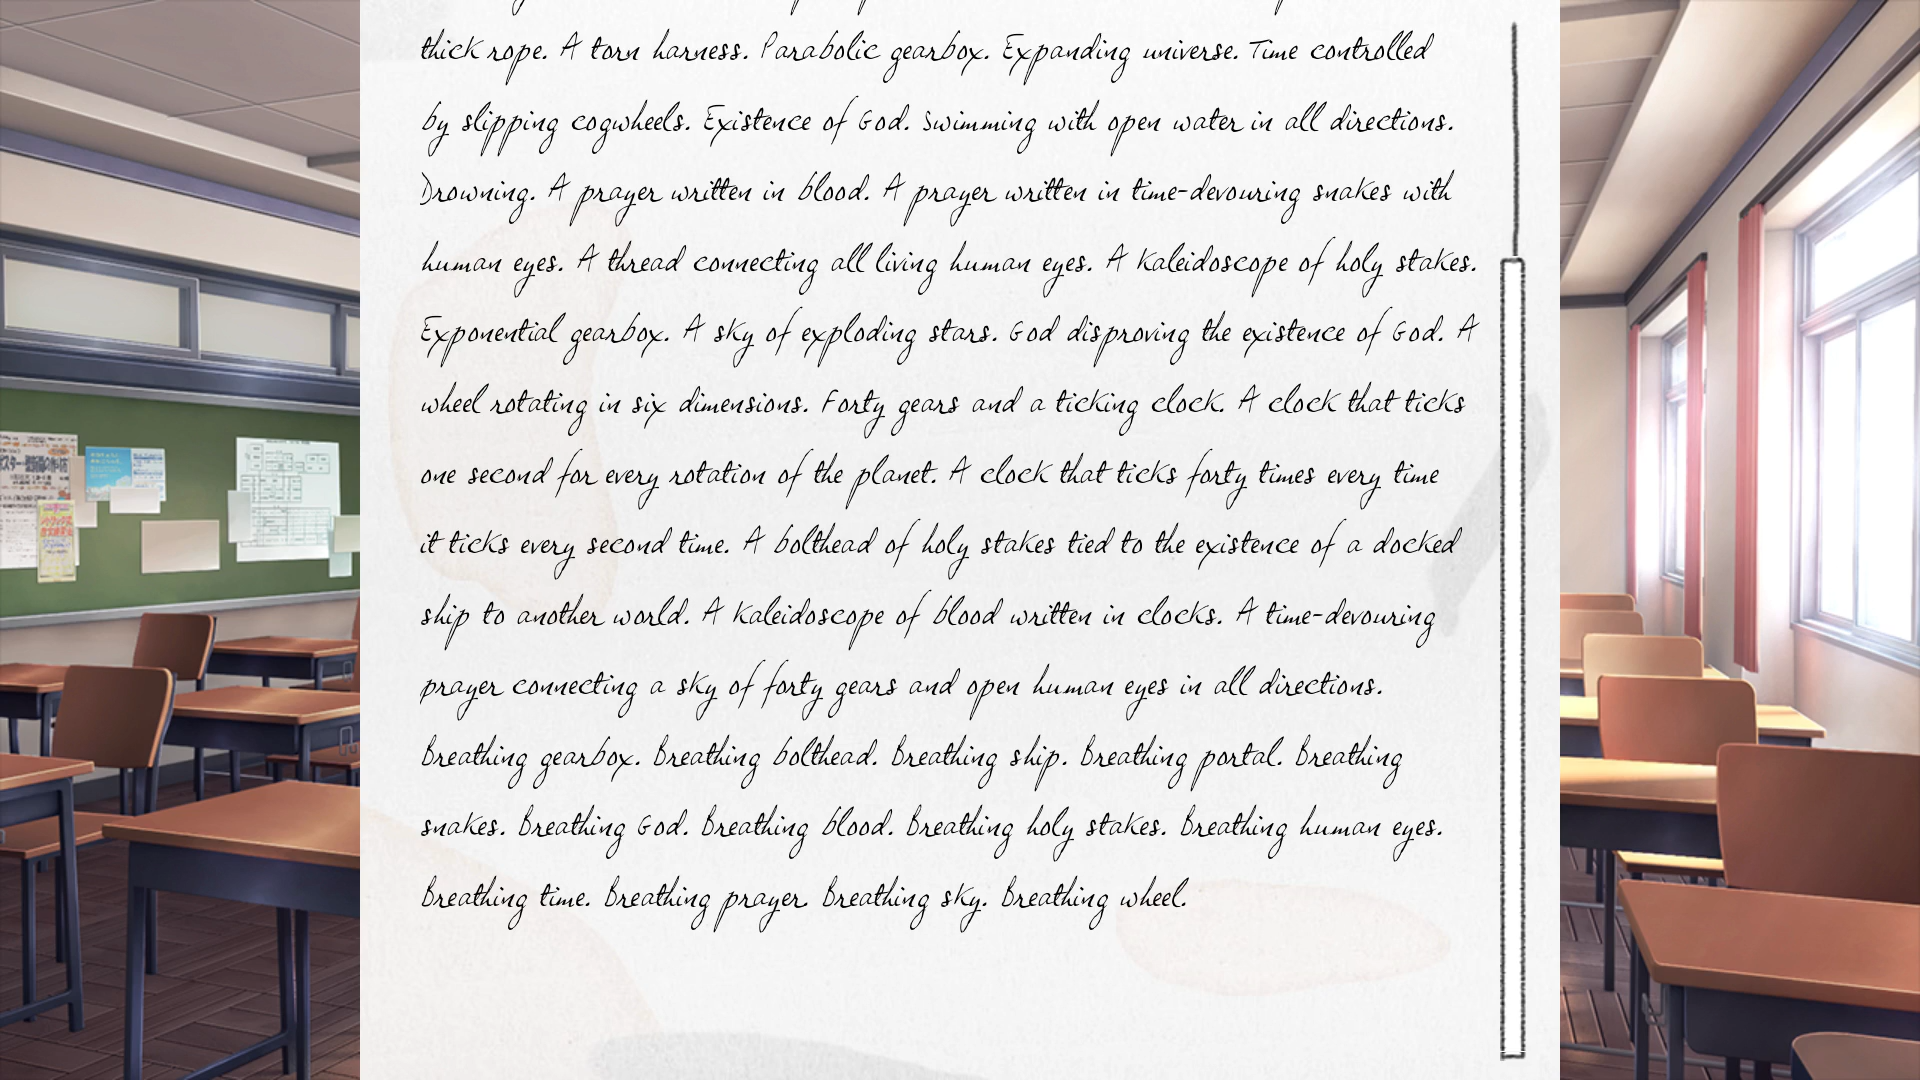 thick rope. A torn harness. Parabolic gearbox. Expanding universe. Time controlled
by slipping cogwheels. Existence of God. Swimming with open water in all directions.
Drowning. A prayer written in blood. A prayer written in time-devouring snakes with
human eyes. A thread connecting all living human eyes. A kaleidoscope of holy stakes.
Exponential gearbox. A sky of exploding stars. God disproving the existence of God. A
wheel rotating in six dimensions. Forty gears and a ticking clock. A clock that ticks
one second for every rotation of the planet. A clock that ticks forty times every time
it ticks every second time. A bolthead of holy stakes tied to the existence of a docked
ship to another world. A kaleidoscope of blood written in clocks. A time-devouring
prayer connecting a sky of forty gears and open human eyes in all directions.
Breathing gearbox. Breathing bolthead. Breathing ship. Breathing portal. Breathing
snakes. Breathing God. Breathing blood. Breathing holy stakes. Breathing human eyes.
Breathing time. Breathing prayer. Breathing sky. Breathing wheel.